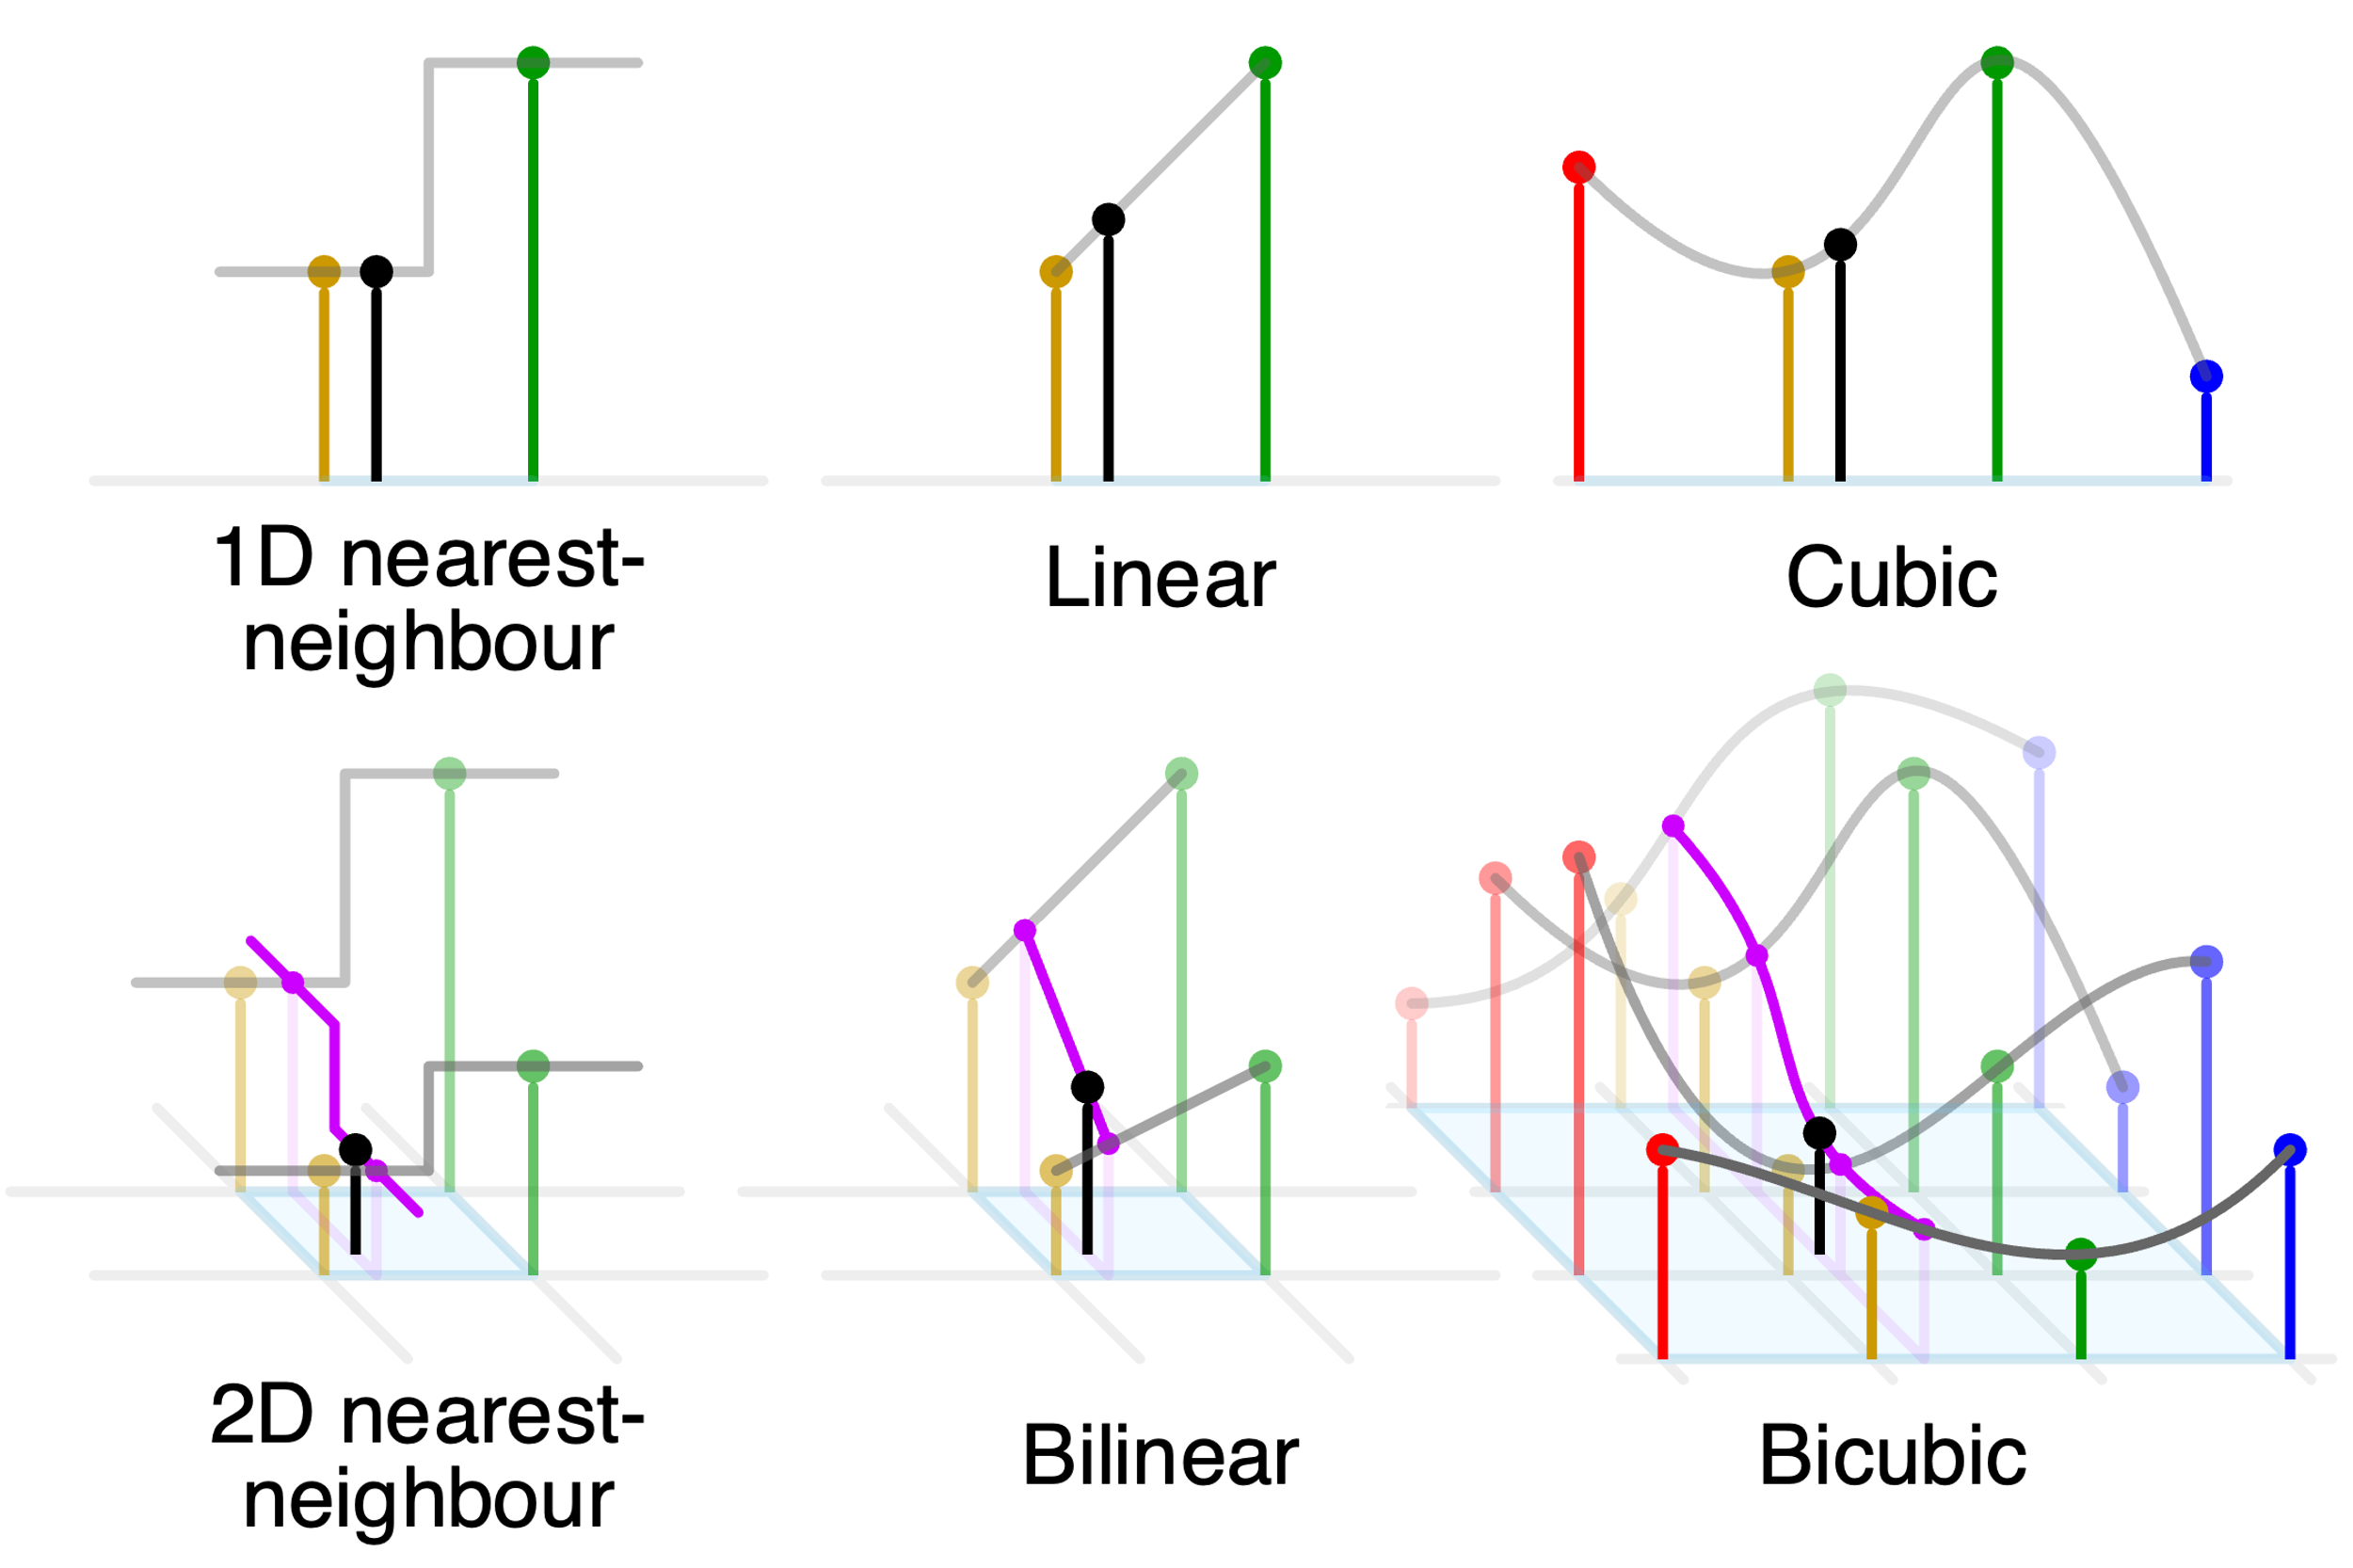 1D nearest-
neighbour
Linear
Cubic
2D nearest-
neighbour
Bilinear
Bicubic